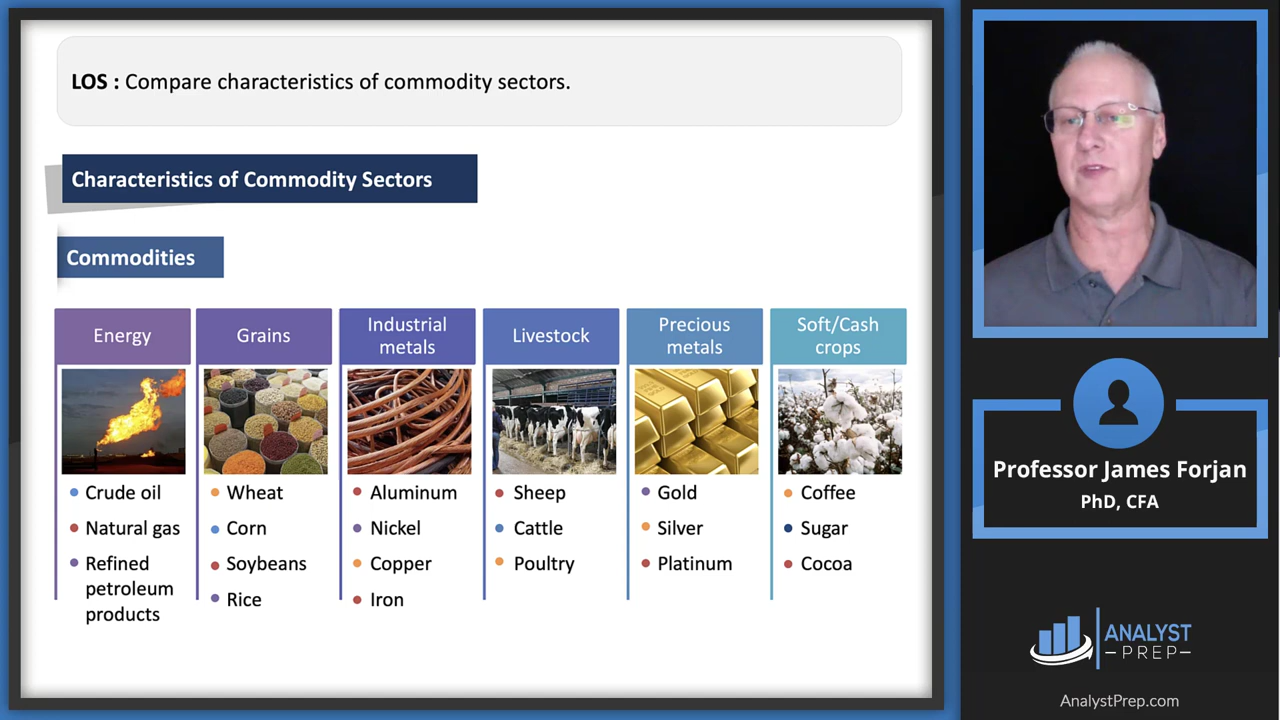 LOS : Compare characteristics of commodity sectors.
Characteristics of Commodity Sectors
Commodities
Energy
Crude oil
Natural gas
Refined
petroleum
products
Grains
Wheat
Corn
Soybeans
Rice
Industrial
metals
Aluminum
Nickel
Copper
Iron
Livestock
Sheep
Cattle
Poultry
Precious
metals
Gold
Silver
Platinum
Soft/Cash
crops
Coffee
Sugar
Cocoa
Professor James Forjan
PhD, CFA
ANALYST
PREP
AnalystPrep.com